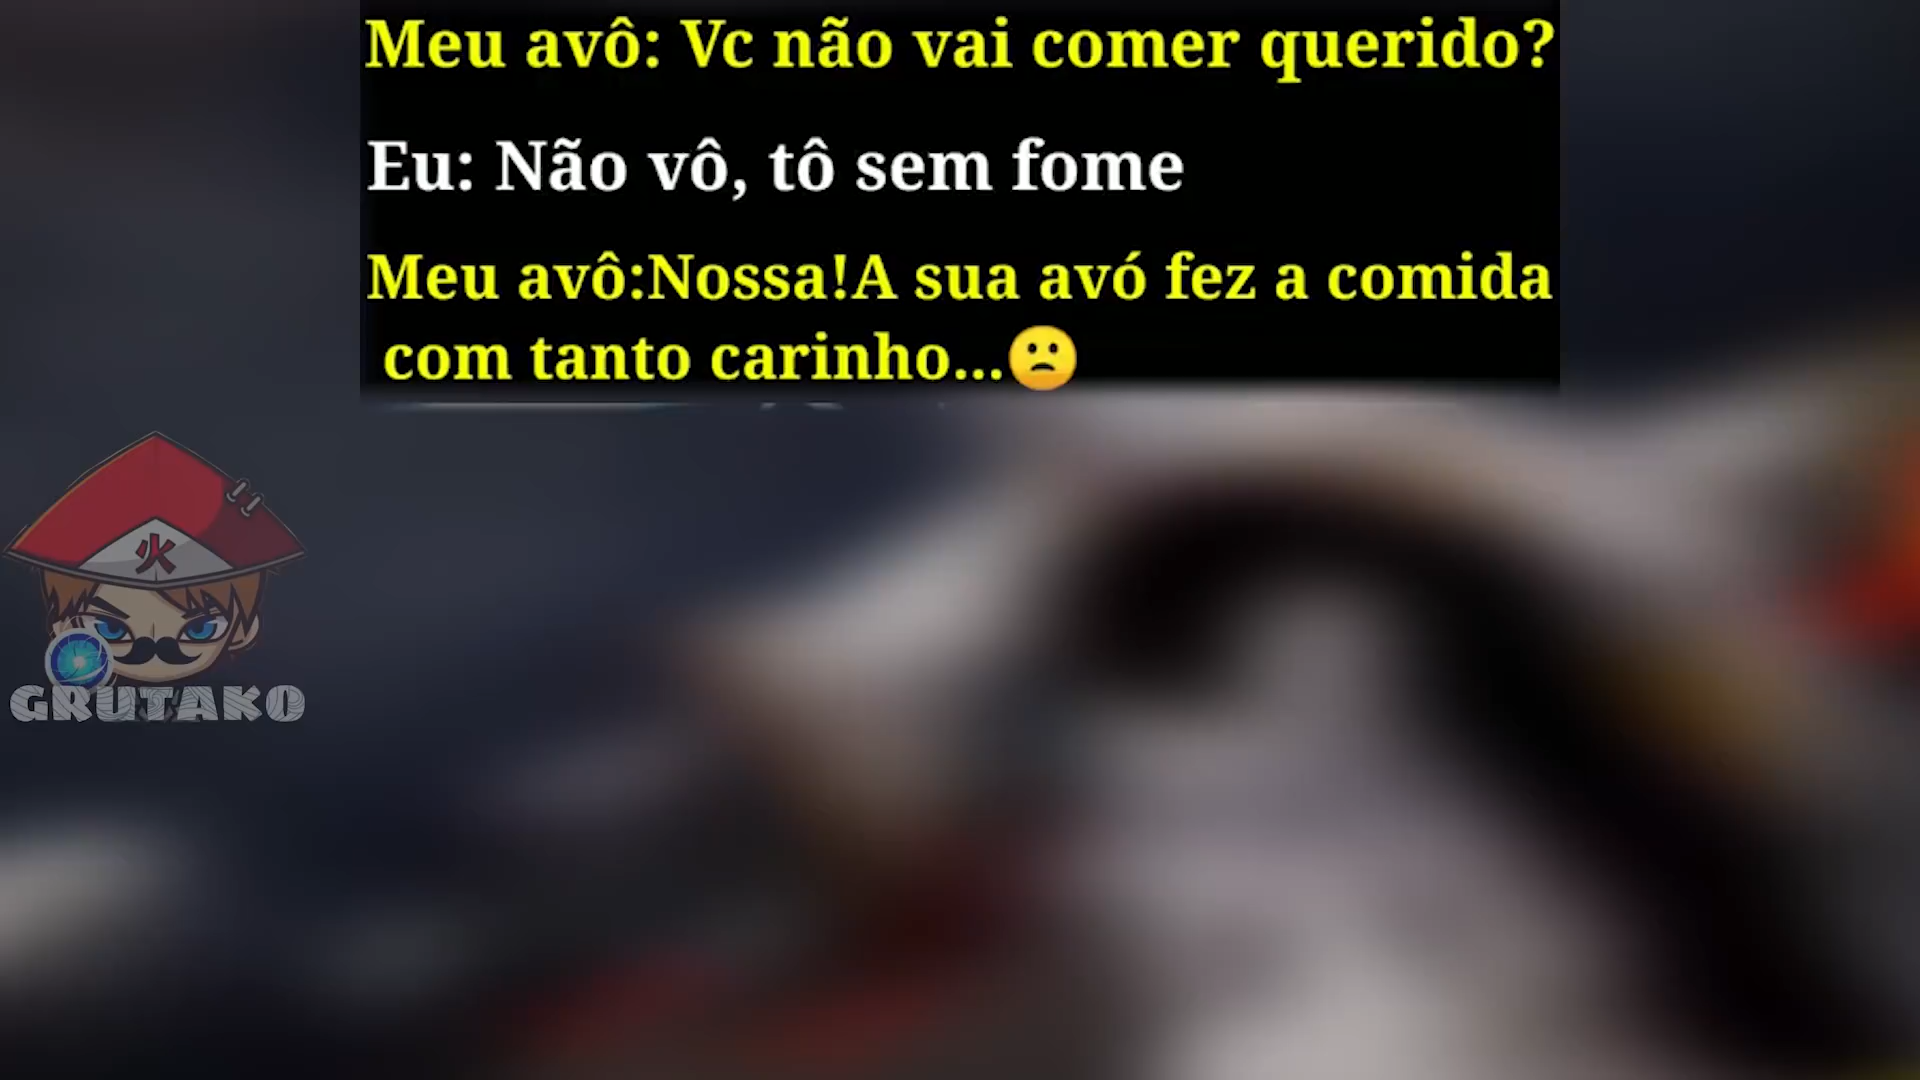 Meu avô: Vc não vai comer querido?
Eu: Não vô, tô sem fome
Meu avô:Nossa!A sua avó fez a comida
com tanto carinho...🙁
火
GRUTAKO